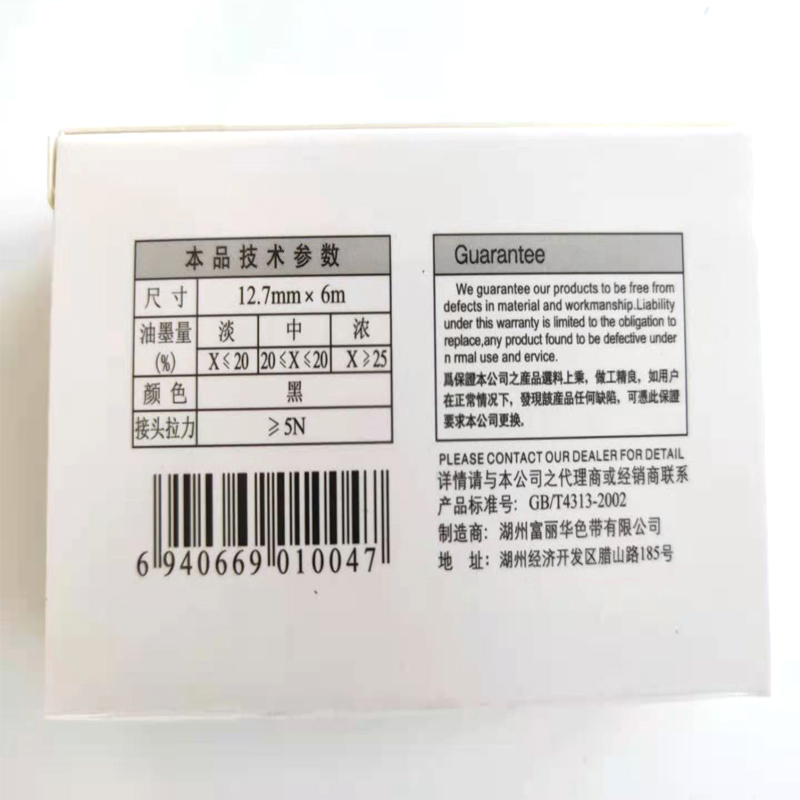 本品技术参数
尺寸 12.7mm×6m
油墨量(%) 淡 中 浓
X≤20 20≤X≤20 X≥25
颜色 黑
接头拉力 ≥5N
6 940669 010047
Guarantee
We guarantee our products to be free from
defects in material and workmanship.Liability
under this warranty is limited to the obligation to
replace,any product found to be defective under
n rmal use and ervice.
爲保證本公司之産品選料上乘，做工精良，如用户
在正常情况下，發現該産品任何缺陷，可憑此保證
要求本公司更换.
PLEASE CONTACT OUR DEALER FOR DETAIL
详情请与本公司之代理商或经销商联系
产品标准号：GB/T4313-2002
制造商：湖州富丽华色带有限公司
地 址：湖州经济开发区腊山路185号